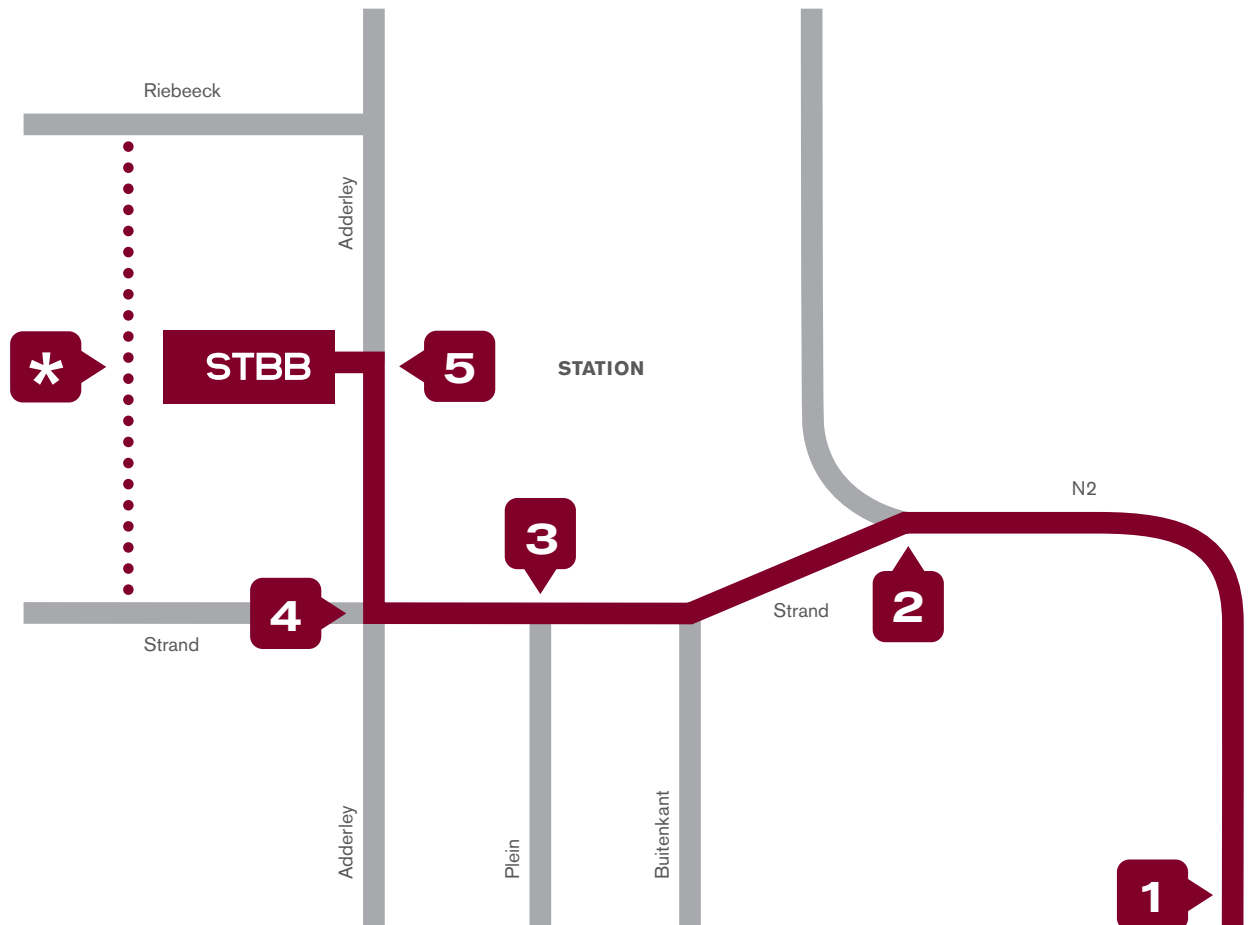 Riebeeck
Adderley
*
STBB
5
STATION
N2
3
4
Strand
2
Strand
Adderley
Plein
Buitenkant
1